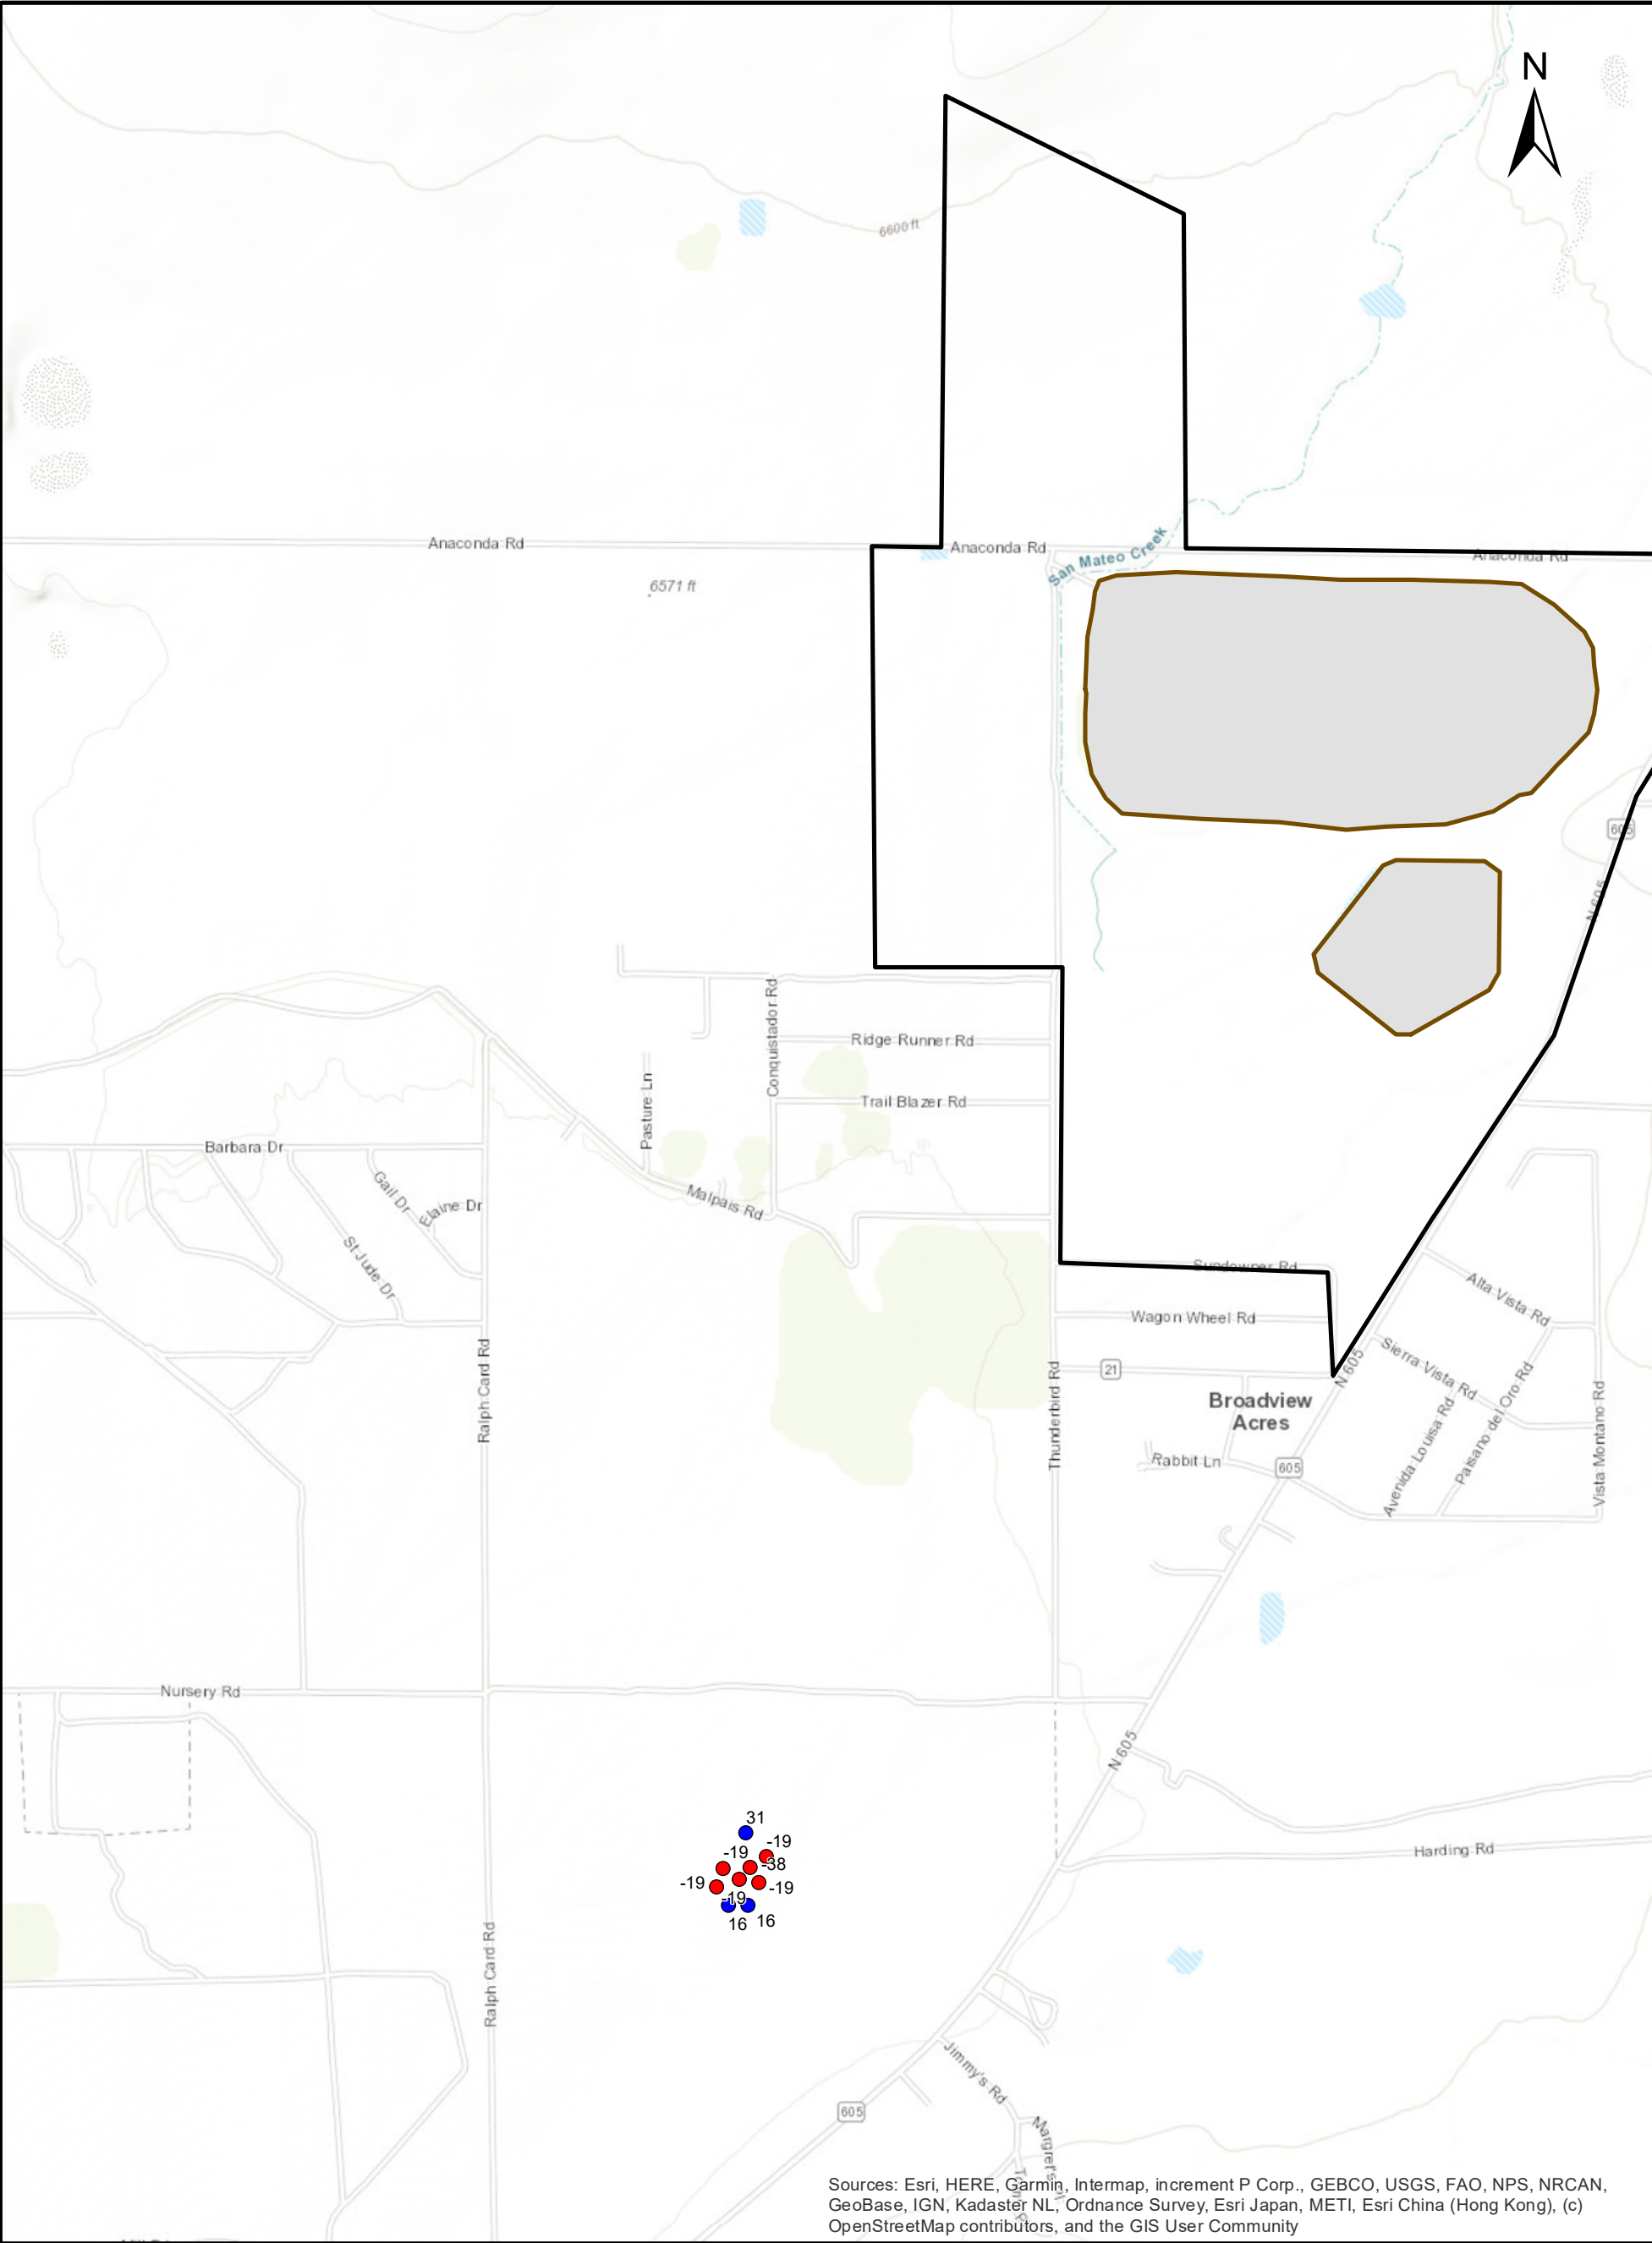 N
6600 ft
Anaconda Rd
Anaconda Rd
San Mateo Creek
Anaconda Rd
6571 ft
605
N 605
Conquistador Rd
Ridge Runner Rd
Pasture Ln
Trail Blazer Rd
Barbara Dr
Gail Dr
Elaine Dr
Malpais Rd
St Jude Dr
Sundowner Rd
Alta Vista Rd
Wagon Wheel Rd
Sierra Vista Rd
Ralph Card Rd
Thunderbird Rd
21
N 605
Broadview
Acres
Paisano del Oro Rd
Avenida Louisa Rd
Vista Montano Rd
Rabbit Ln
605
Nursery Rd
N 605
31
-19
-19
-38
-19
-19
-19
16
16
Harding Rd
Ralph Card Rd
Jimmy's Rd
605
Sources: Esri, HERE, Garmin, Intermap, increment P Corp., GEBCO, USGS, FAO, NPS, NRCAN,
GeoBase, IGN, Kadaster NL, Ordnance Survey, Esri Japan, METI, Esri China (Hong Kong), (c)
OpenStreetMap contributors, and the GIS User Community